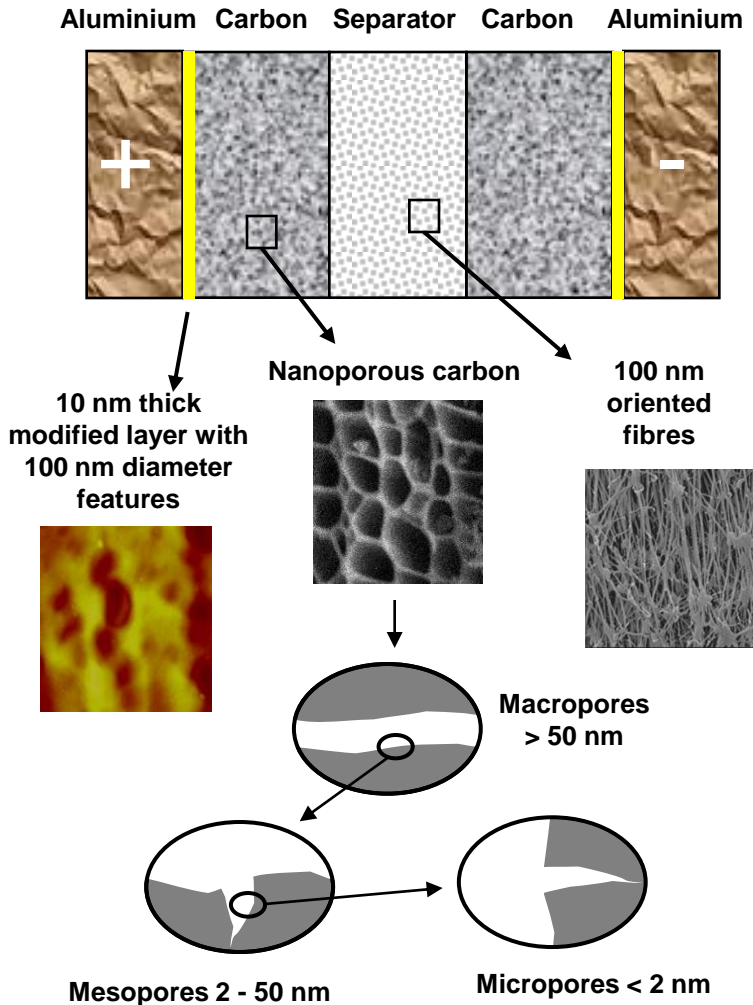 Aluminium Carbon Separator Carbon Aluminium
+ -
Nanoporous carbon
10 nm thick
modified layer with
100 nm diameter
features
100 nm
oriented
fibres
Macropores
> 50 nm
Mesopores 2 - 50 nm
Micropores < 2 nm